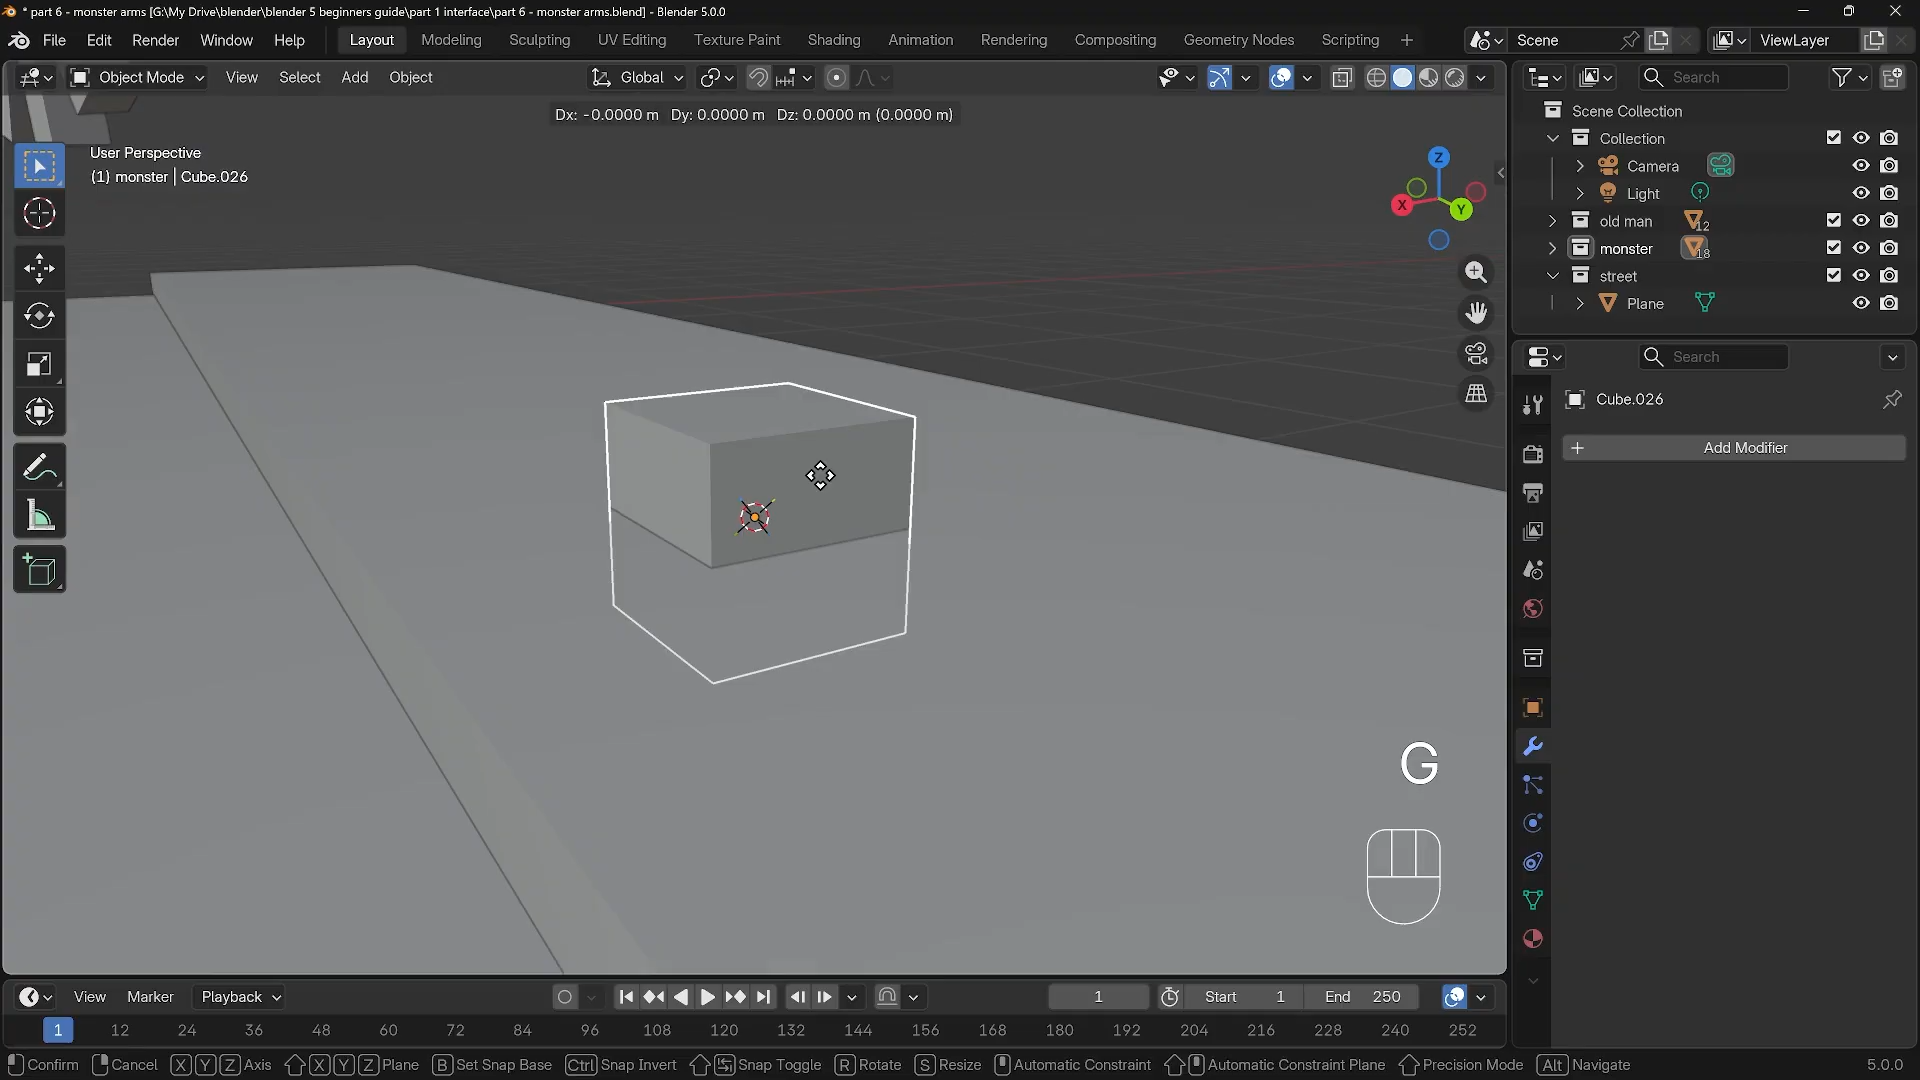 * part 6 - monster arms [G:\My Drive\blender\blender 5 beginners guide\part 1 interface\part 6 - monster arms.blend] - Blender 5.0.0
File Edit Render Window Help Layout Modeling Sculpting UV Editing Texture Paint Shading Animation Rendering Compositing Geometry Nodes Scripting + Scene ViewLayer
Object Mode View Select Add Object Global Search
Dx: -0.0000 m Dy: 0.0000 m Dz: 0.0000 m (0.0000 m)
User Perspective
(1) monster | Cube.026
Z
X
Y
Scene Collection
Collection
Camera
Light
old man 12
monster 18
street
Plane
Search
Cube.026
+ Add Modifier
G
View Marker Playback 1 Start 1 End 250
1 12 24 36 48 60 72 84 96 108 120 132 144 156 168 180 192 204 216 228 240 252
Confirm Cancel X Y Z Axis X Y Z Plane B Set Snap Base Ctrl Snap Invert Snap Toggle R Rotate S Resize Automatic Constraint Automatic Constraint Plane Precision Mode Alt Navigate 5.0.0